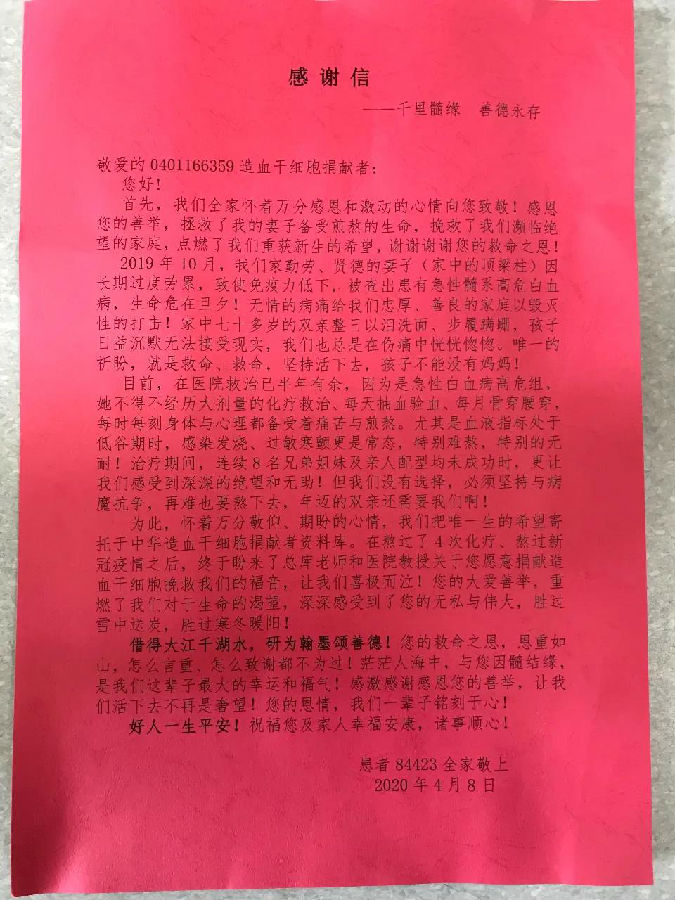 感谢信
——千里髓缘 善德永存
敬爱的0401166359造血干细胞捐献者：
您好！
首先，我们全家怀着万分感恩和激动的心情向您致敬！感恩
您的善举，拯救了我的妻子备受煎熬的生命，挽救了我们濒临绝
望的家庭，点燃了我们重获新生的希望，谢谢谢谢您的救命之恩！
2019年10月，我们家勤劳、贤德的妻子（家中的顶梁柱）因
长期过度劳累，致使免疫力低下，被查出患有急性髓系高危白血
病，生命危在旦夕！无情的病痛给我们忠厚、善良的家庭以毁灭
性的打击！家中七十多岁的双亲整日以泪洗面、步履蹒跚，孩子
日益沉默无法接受现实，我们也总是在伤痛中恍恍惚惚。唯一的
祈盼，就是救命、救命，坚持活下去，孩子不能没有妈妈！
目前，在医院救治已半年有余，因为是急性白血病高危组，
她不得不经历大剂量的化疗救治、每天抽血验血、每月骨穿腰穿，
每时每刻身体与心理都备受着痛苦与煎熬。尤其是血液指标处于
低谷期时，感染发烧、过敏寒颤更是常态，特别难熬，特别的无
耐！治疗期间，连续8名兄弟姐妹及亲人配型均未成功时，更让
我们感受到深深的绝望和无助！但我们没有选择，必须坚持与病
魔抗争，再难也要熬下去，年迈的双亲还需要我们啊！
为此，怀着万分敬仰、期盼的心情，我们把唯一生的希望寄
托于中华造血干细胞捐献者资料库。在熬过了4次化疗、熬过新
冠疫情之后，终于盼来了总库老师和医院教授关于您愿意捐献造
血干细胞挽救我们的福音，让我们喜极而泣！您的大爱善举，重
燃了我们对于生命的渴望，深深感受到了您的无私与伟大，胜过
雪中送炭，胜过寒冬暖阳！
借得大江千湖水，研为翰墨颂善德！您的救命之恩，恩重如
山，怎么言重、怎么致谢都不为过！茫茫人海中，与您因髓结缘，
是我们这辈子最大的幸运和福气！感激感谢感恩您的善举，让我
们活下去不再是奢望！您的恩情，我们一辈子铭刻于心！
好人一生平安！祝福您及家人幸福安康，诸事顺心！
患者84423全家敬上
2020年4月8日